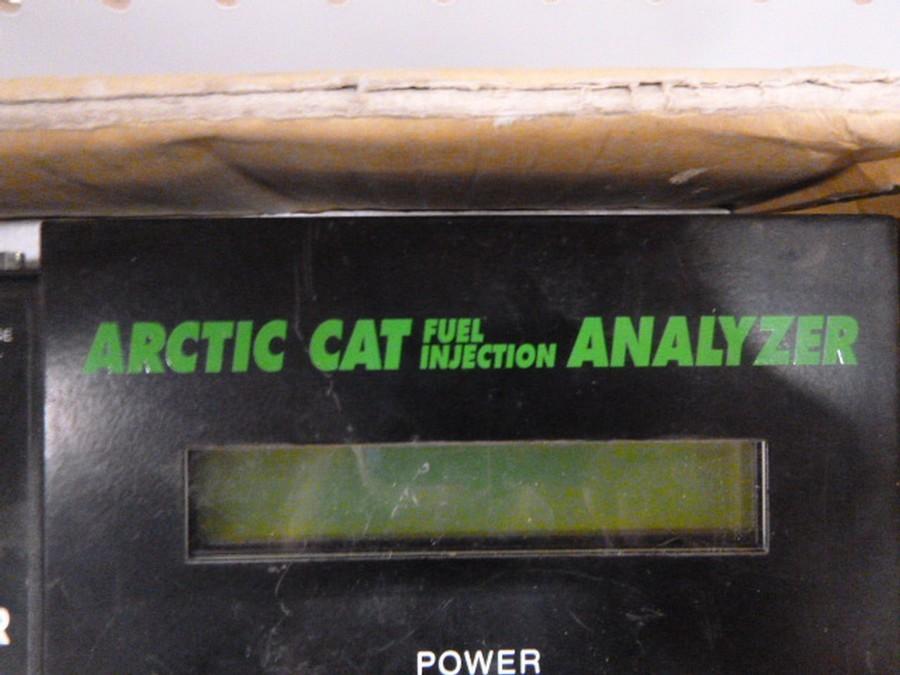 ARCTIC CAT FUEL INJECTION ANALYZER
POWER